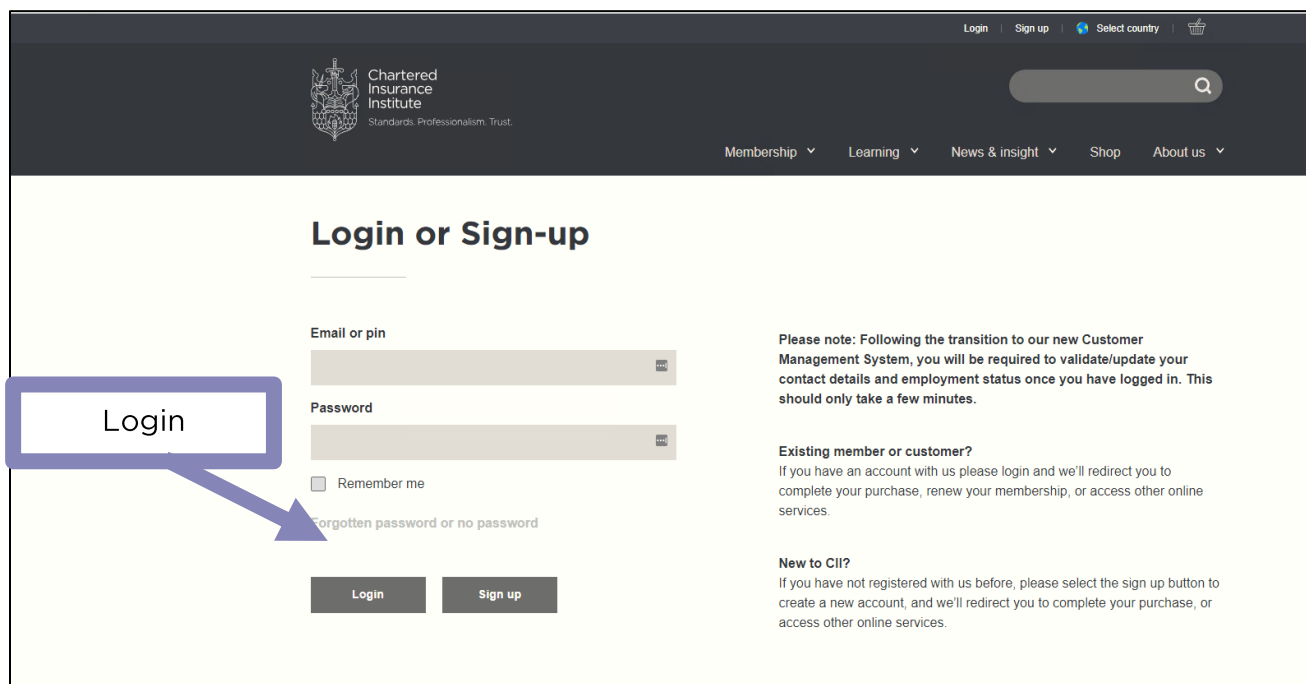 Login Sign up Select country
Chartered
Insurance
Institute
Standards. Professionalism. Trust.
Membership Learning News & insight Shop About us
Login or Sign-up
Email or pin
Password
Remember me
Forgotten password or no password
Login Sign up
Login
Please note: Following the transition to our new Customer
Management System, you will be required to validate/update your
contact details and employment status once you have logged in. This
should only take a few minutes.
Existing member or customer?
If you have an account with us please login and we'll redirect you to
complete your purchase, renew your membership, or access other online
services.
New to CII?
If you have not registered with us before, please select the sign up button to
create a new account, and we'll redirect you to complete your purchase, or
access other online services.